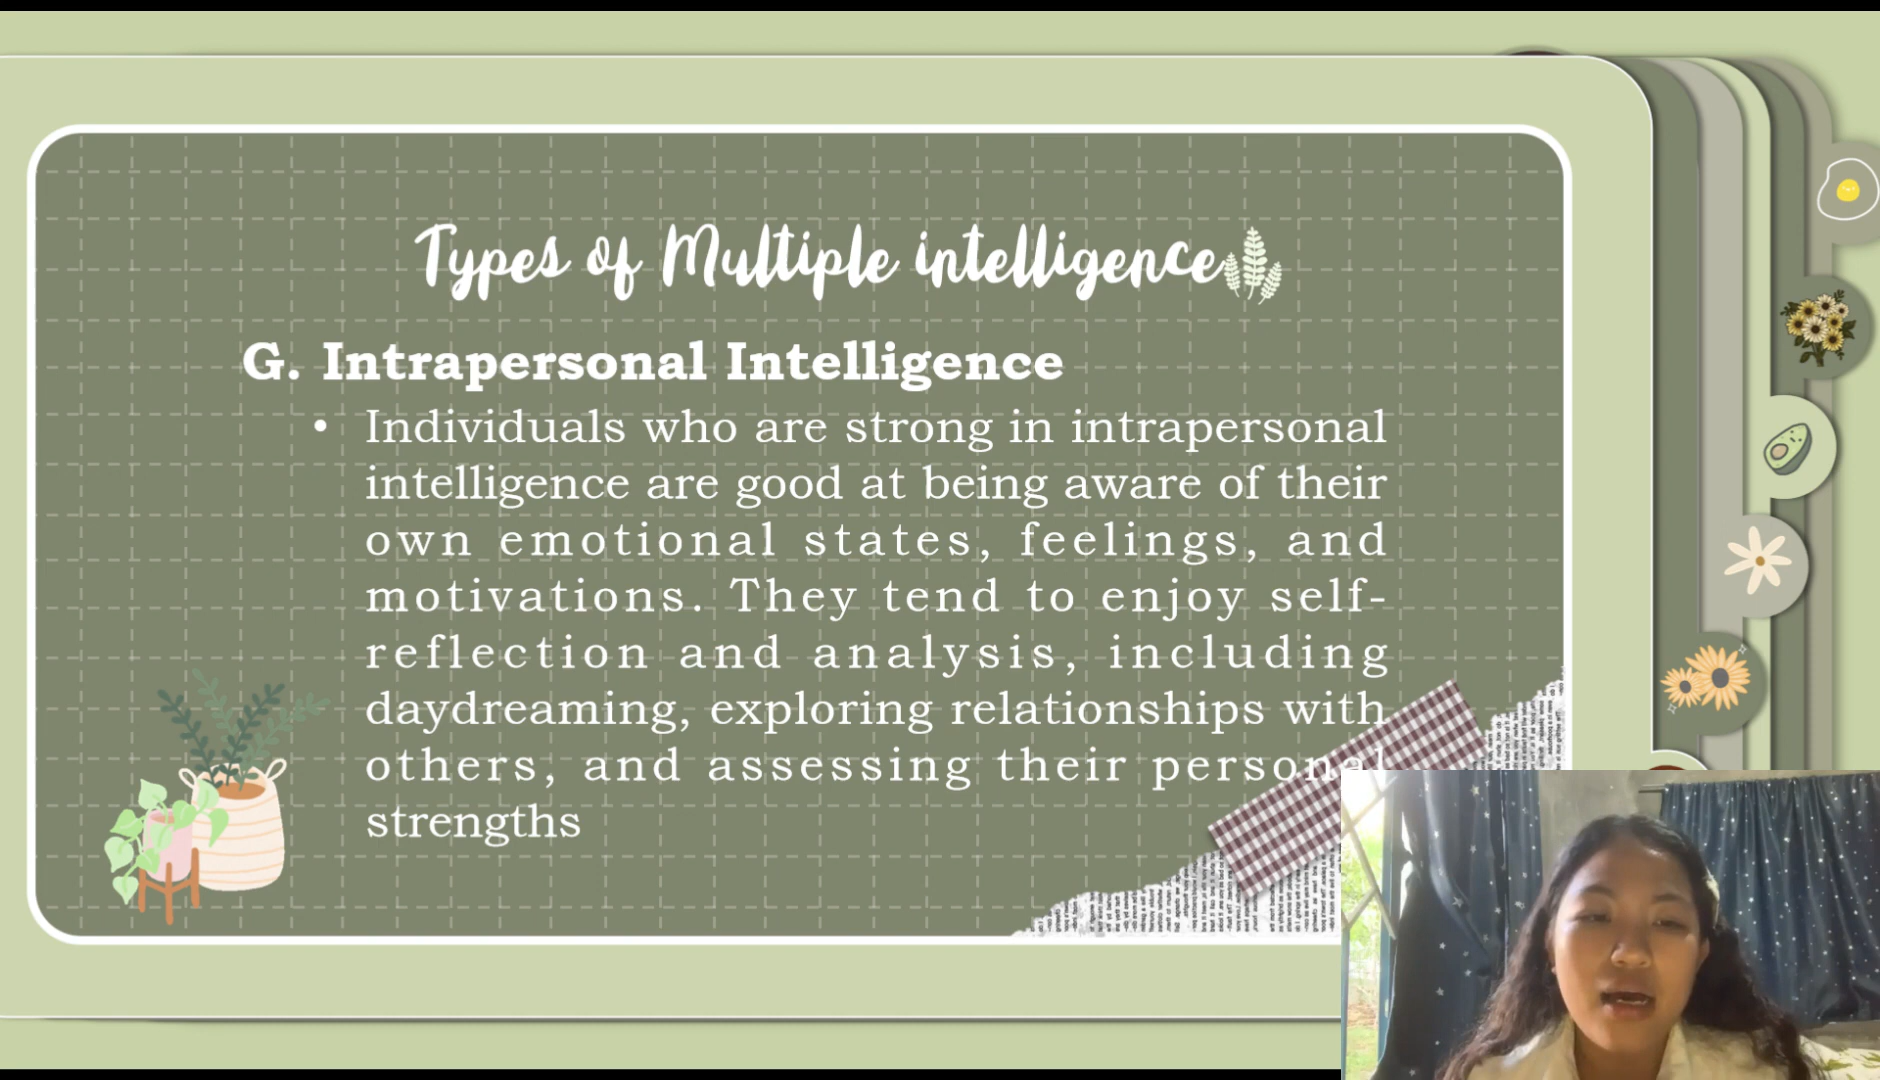 Types of Multiple intelligence
G. Intrapersonal Intelligence
• Individuals who are strong in intrapersonal
intelligence are good at being aware of their
own emotional states, feelings, and
motivations. They tend to enjoy self-
reflection and analysis, including
daydreaming, exploring relationships with
others, and assessing their personal
strengths